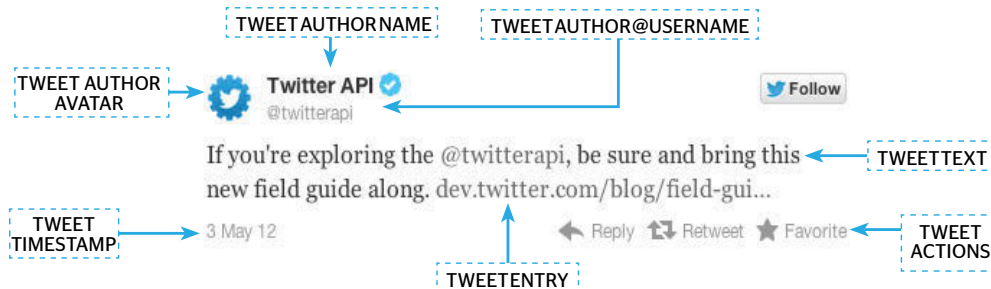 TWEET AUTHOR NAME
TWEET AUTHOR@USERNAME
TWEET AUTHOR
AVATAR
Twitter API
@twitterapi
Follow
If you're exploring the @twitterapi, be sure and bring this
new field guide along. dev.twitter.com/blog/field-gui...
TWEET TEXT
TWEET
TIMESTAMP
3 May 12
Reply Retweet Favorite
TWEET
ACTIONS
TWEET ENTRY